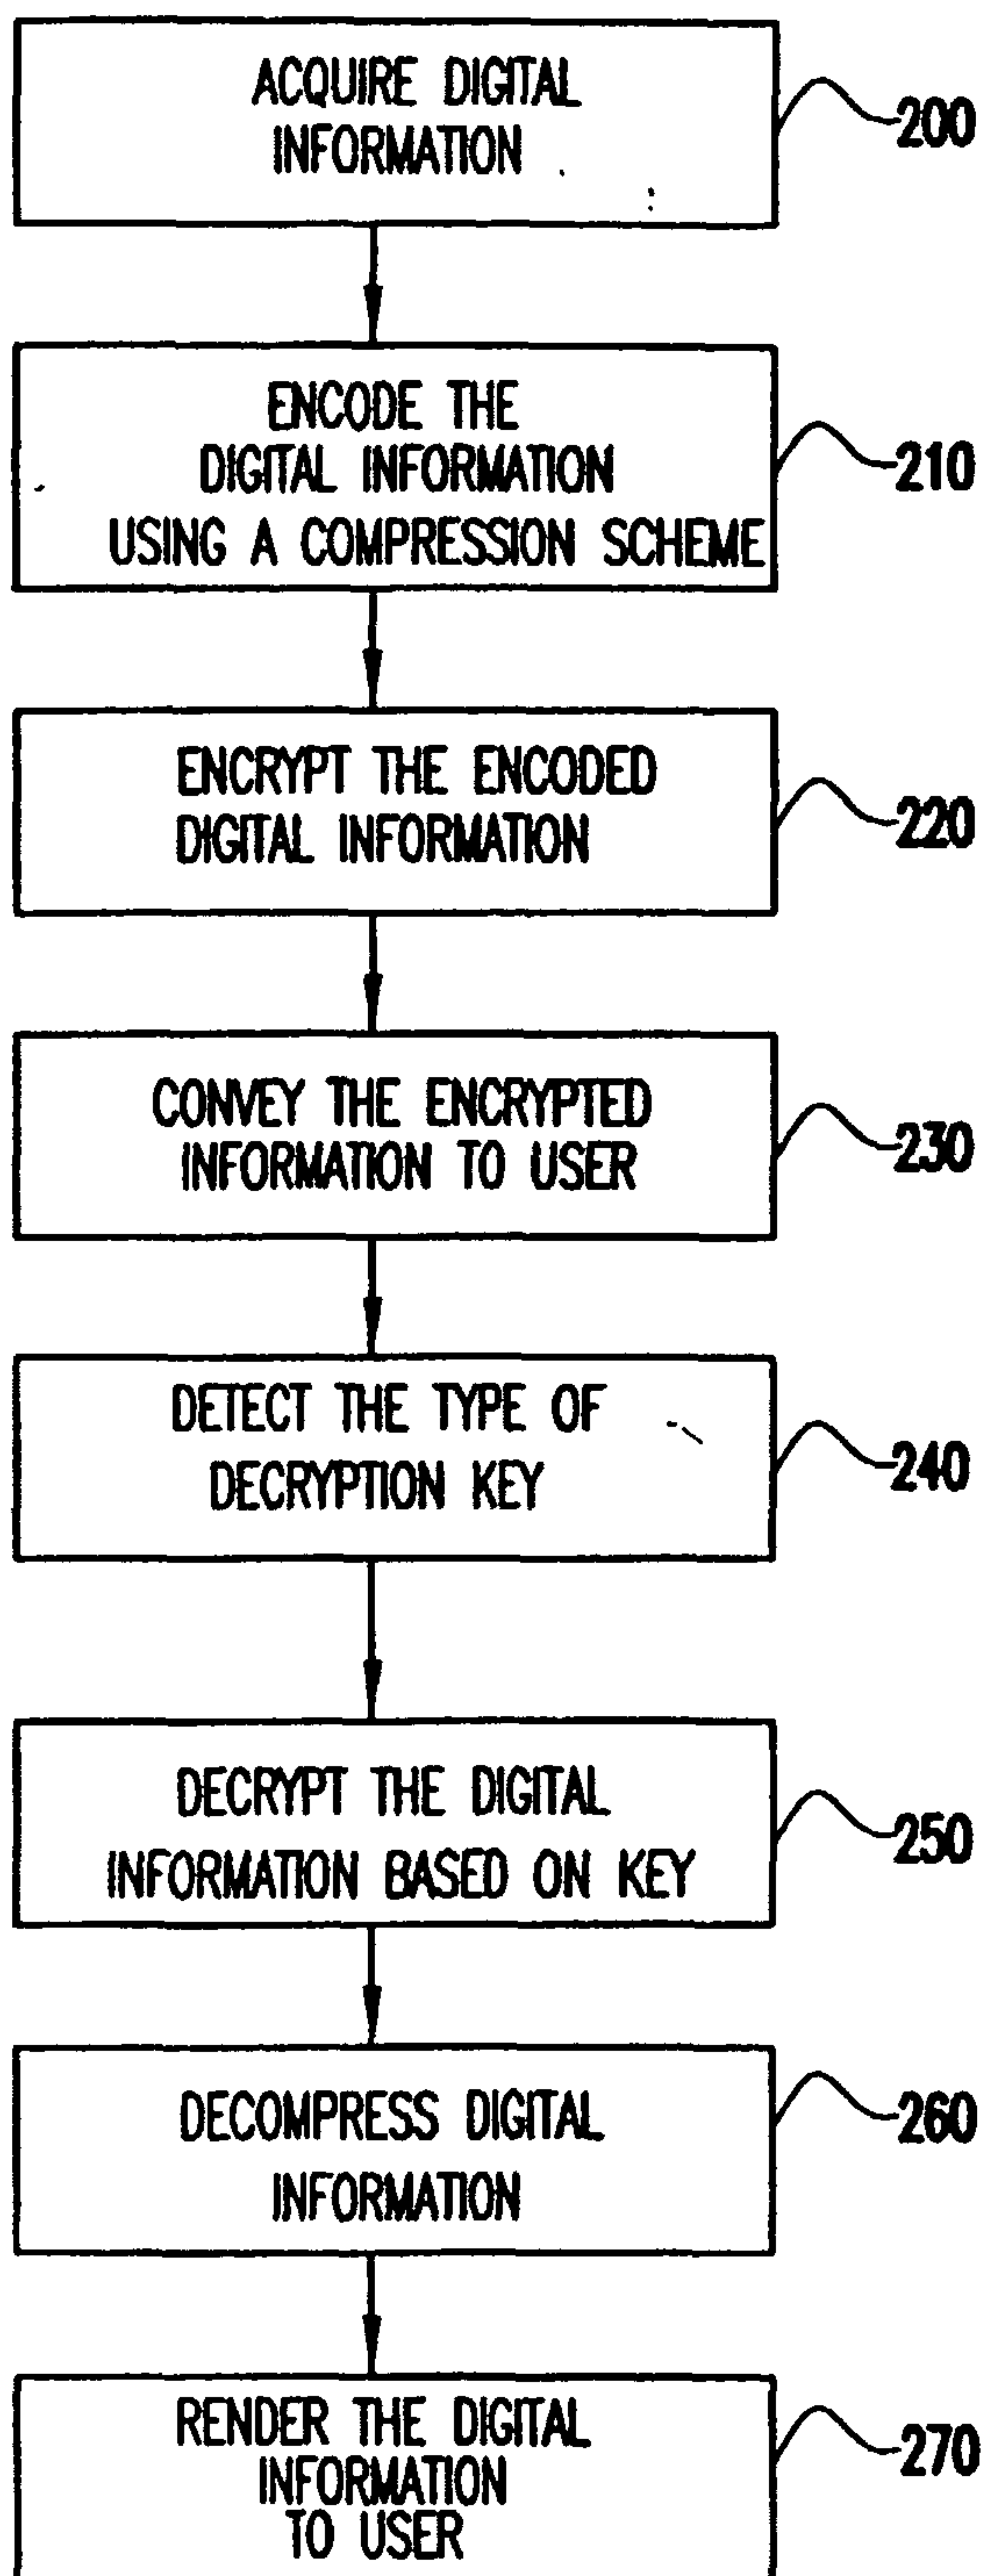 ACQUIRE DIGITAL
INFORMATION
200
ENCODE THE
DIGITAL INFORMATION
USING A COMPRESSION SCHEME
210
ENCRYPT THE ENCODED
DIGITAL INFORMATION
220
CONVEY THE ENCRYPTED
INFORMATION TO USER
230
DETECT THE TYPE OF
DECRYPTION KEY
240
DECRYPT THE DIGITAL
INFORMATION BASED ON KEY
250
DECOMPRESS DIGITAL
INFORMATION
260
RENDER THE DIGITAL
INFORMATION
TO USER
270